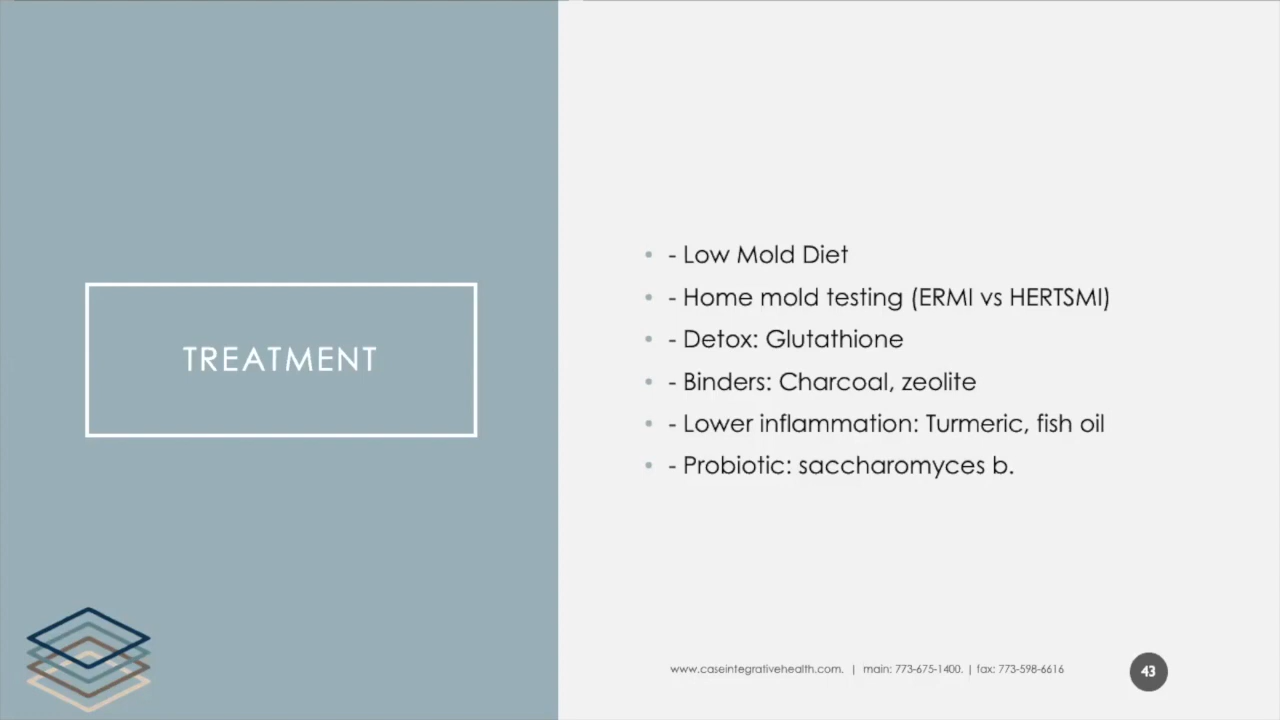 TREATMENT
• - Low Mold Diet
• - Home mold testing (ERMI vs HERTSMI)
• - Detox: Glutathione
• - Binders: Charcoal, zeolite
• - Lower inflammation: Turmeric, fish oil
• - Probiotic: saccharomyces b.
www.caseintegrativehealth.com. | main: 773-675-1400. | fax: 773-598-6616
43